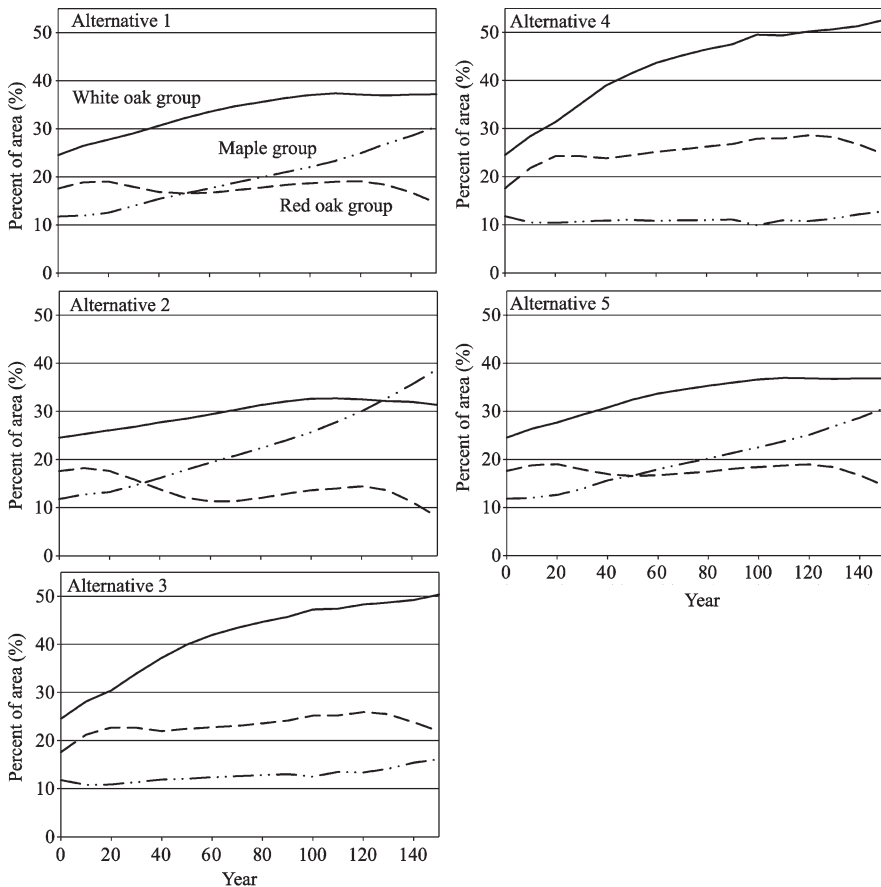 Alternative 1
50
40
30
20
10
0
Percent of area (%)
White oak group
Maple group
Red oak group
Alternative 4
50
40
30
20
10
0
Percent of area (%)
Alternative 2
50
40
30
20
10
0
Percent of area (%)
Alternative 5
50
40
30
20
10
0
Percent of area (%)
0 20 40 60 80 100 120 140
Year
Alternative 3
50
40
30
20
10
0
Percent of area (%)
0 20 40 60 80 100 120 140
Year